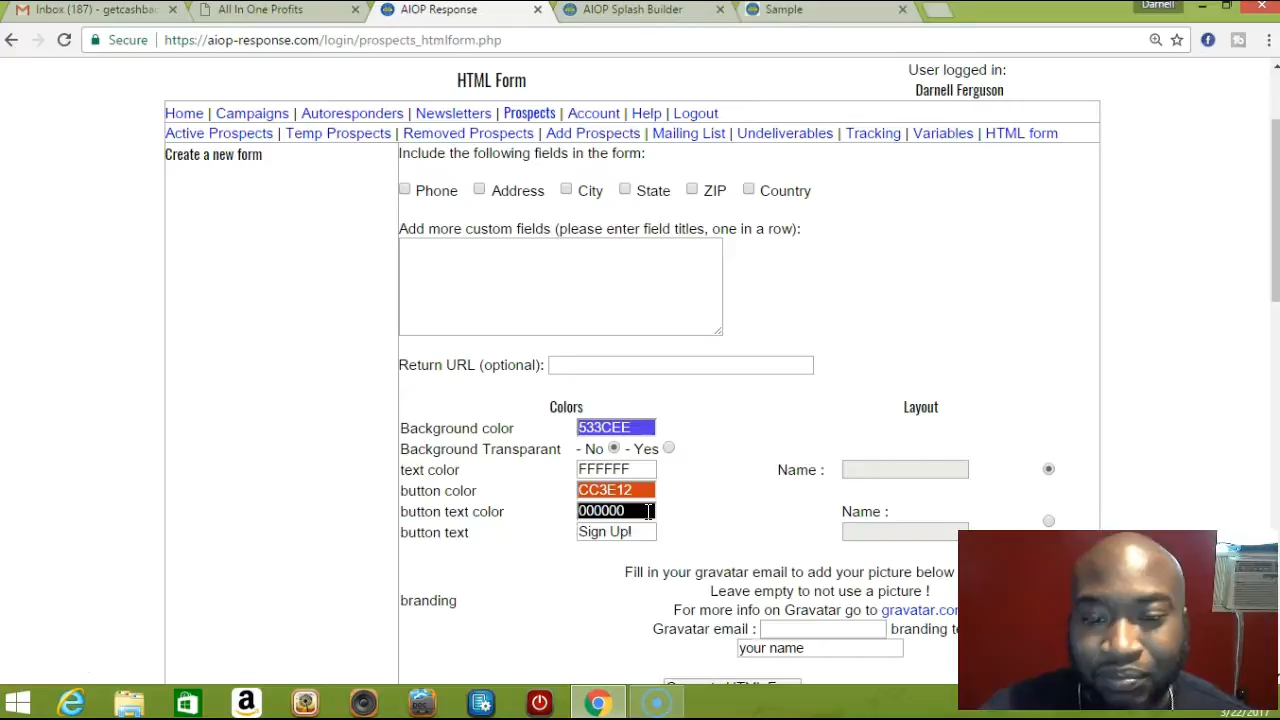 Inbox (187) - getcashba
All In One Profits
AIOP Response
AIOP Splash Builder
Sample
Darnell
Secure
https://aiop-response.com/login/prospects_htmlform.php
HTML Form
User logged in:
Darnell Ferguson
Home | Campaigns | Autoresponders | Newsletters | Prospects | Account | Help | Logout
Active Prospects | Temp Prospects | Removed Prospects | Add Prospects | Mailing List | Undeliverables | Tracking | Variables | HTML form
Create a new form
Include the following fields in the form:
Phone Address City State ZIP Country
Add more custom fields (please enter field titles, one in a row):
Return URL (optional):
Colors Layout
Background color 533CEE
Background Transparant - No - Yes
text color FFFFFF Name :
button color CC3E12
button text color 000000 Name :
button text Sign Up!
Fill in your gravatar email to add your picture below
Leave empty to not use a picture !
branding
For more info on Gravatar go to gravatar.co
Gravatar email : branding te
your name
3/22/2017